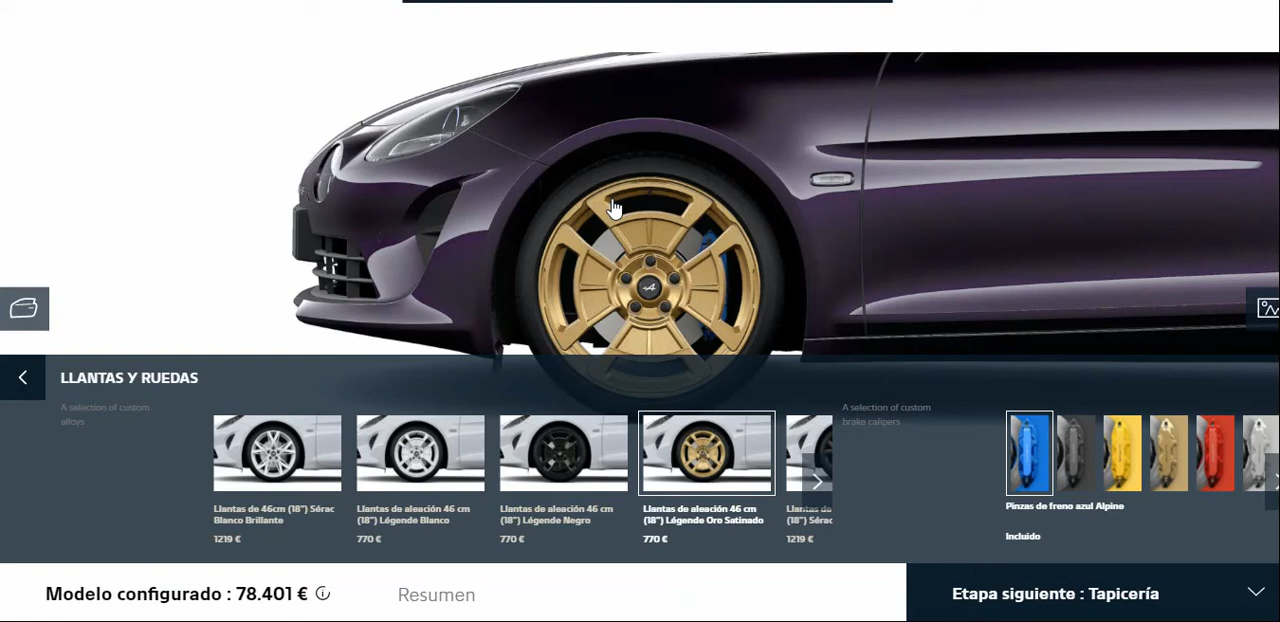 LLANTAS Y RUEDAS
A selection of custom
alloys
Llantas de 46cm (18") Sérac
Blanco Brillante
1219 €
Llantas de aleación 46 cm
(18") Légende Blanco
770 €
Llantas de aleación 46 cm
(18") Légende Negro
770 €
Llantas de aleación 46 cm
(18") Légende Oro Satinado
770 €
Llantas de
(18") Sérac
1219 €
A selection of custom
brake calipers
Pinzas de freno azul Alpine
Incluido
Modelo configurado : 78.401 €
Resumen
Etapa siguiente : Tapicería